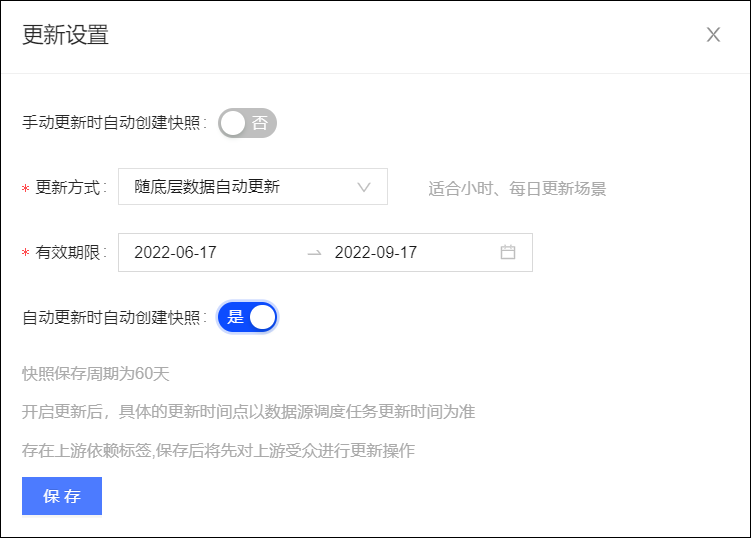 更新设置
手动更新时自动创建快照: 否
* 更新方式: 随底层数据自动更新 适合小时、每日更新场景
* 有效期限: 2022-06-17 → 2022-09-17
自动更新时自动创建快照: 是
快照保存周期为60天
开启更新后，具体的更新时间点以数据源调度任务更新时间为准
存在上游依赖标签,保存后将先对上游受众进行更新操作
保 存